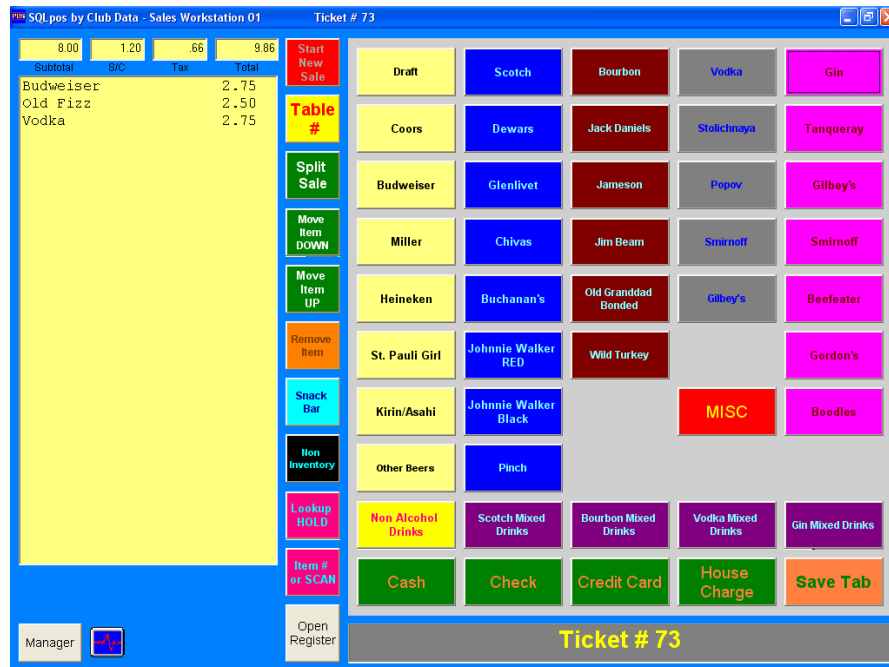 SQLpos by Club Data - Sales Workstation 01 Ticket # 73
8.00 1.20 .66 9.86
Subtotal S/C Tax Total
Budweiser 2.75
Old Fizz 2.50
Vodka 2.75
Start
New
Sale
Table
#
Split
Sale
Move
Item
DOWN
Move
Item
UP
Remove
Item
Snack
Bar
Non
Inventory
Lookup
HOLD
Item #
or SCAN
Open
Register
Draft
Scotch
Bourbon
Vodka
Gin
Coors
Dewars
Jack Daniels
Stolichnaya
Tanqueray
Budweiser
Glenlivet
Jameson
Popov
Gilbey's
Miller
Chivas
Jim Beam
Smirnoff
Smirnoff
Heineken
Buchanan's
Old Granddad
Bonded
Gilbey's
Beefeater
St. Pauli Girl
Johnnie Walker
RED
Wild Turkey
Gordon's
Kirin/Asahi
Johnnie Walker
Black
MISC
Boodles
Other Beers
Pinch
Non Alcohol
Drinks
Scotch Mixed
Drinks
Bourbon Mixed
Drinks
Vodka Mixed
Drinks
Gin Mixed Drinks
Cash
Check
Credit Card
House
Charge
Save Tab
Manager
Ticket # 73